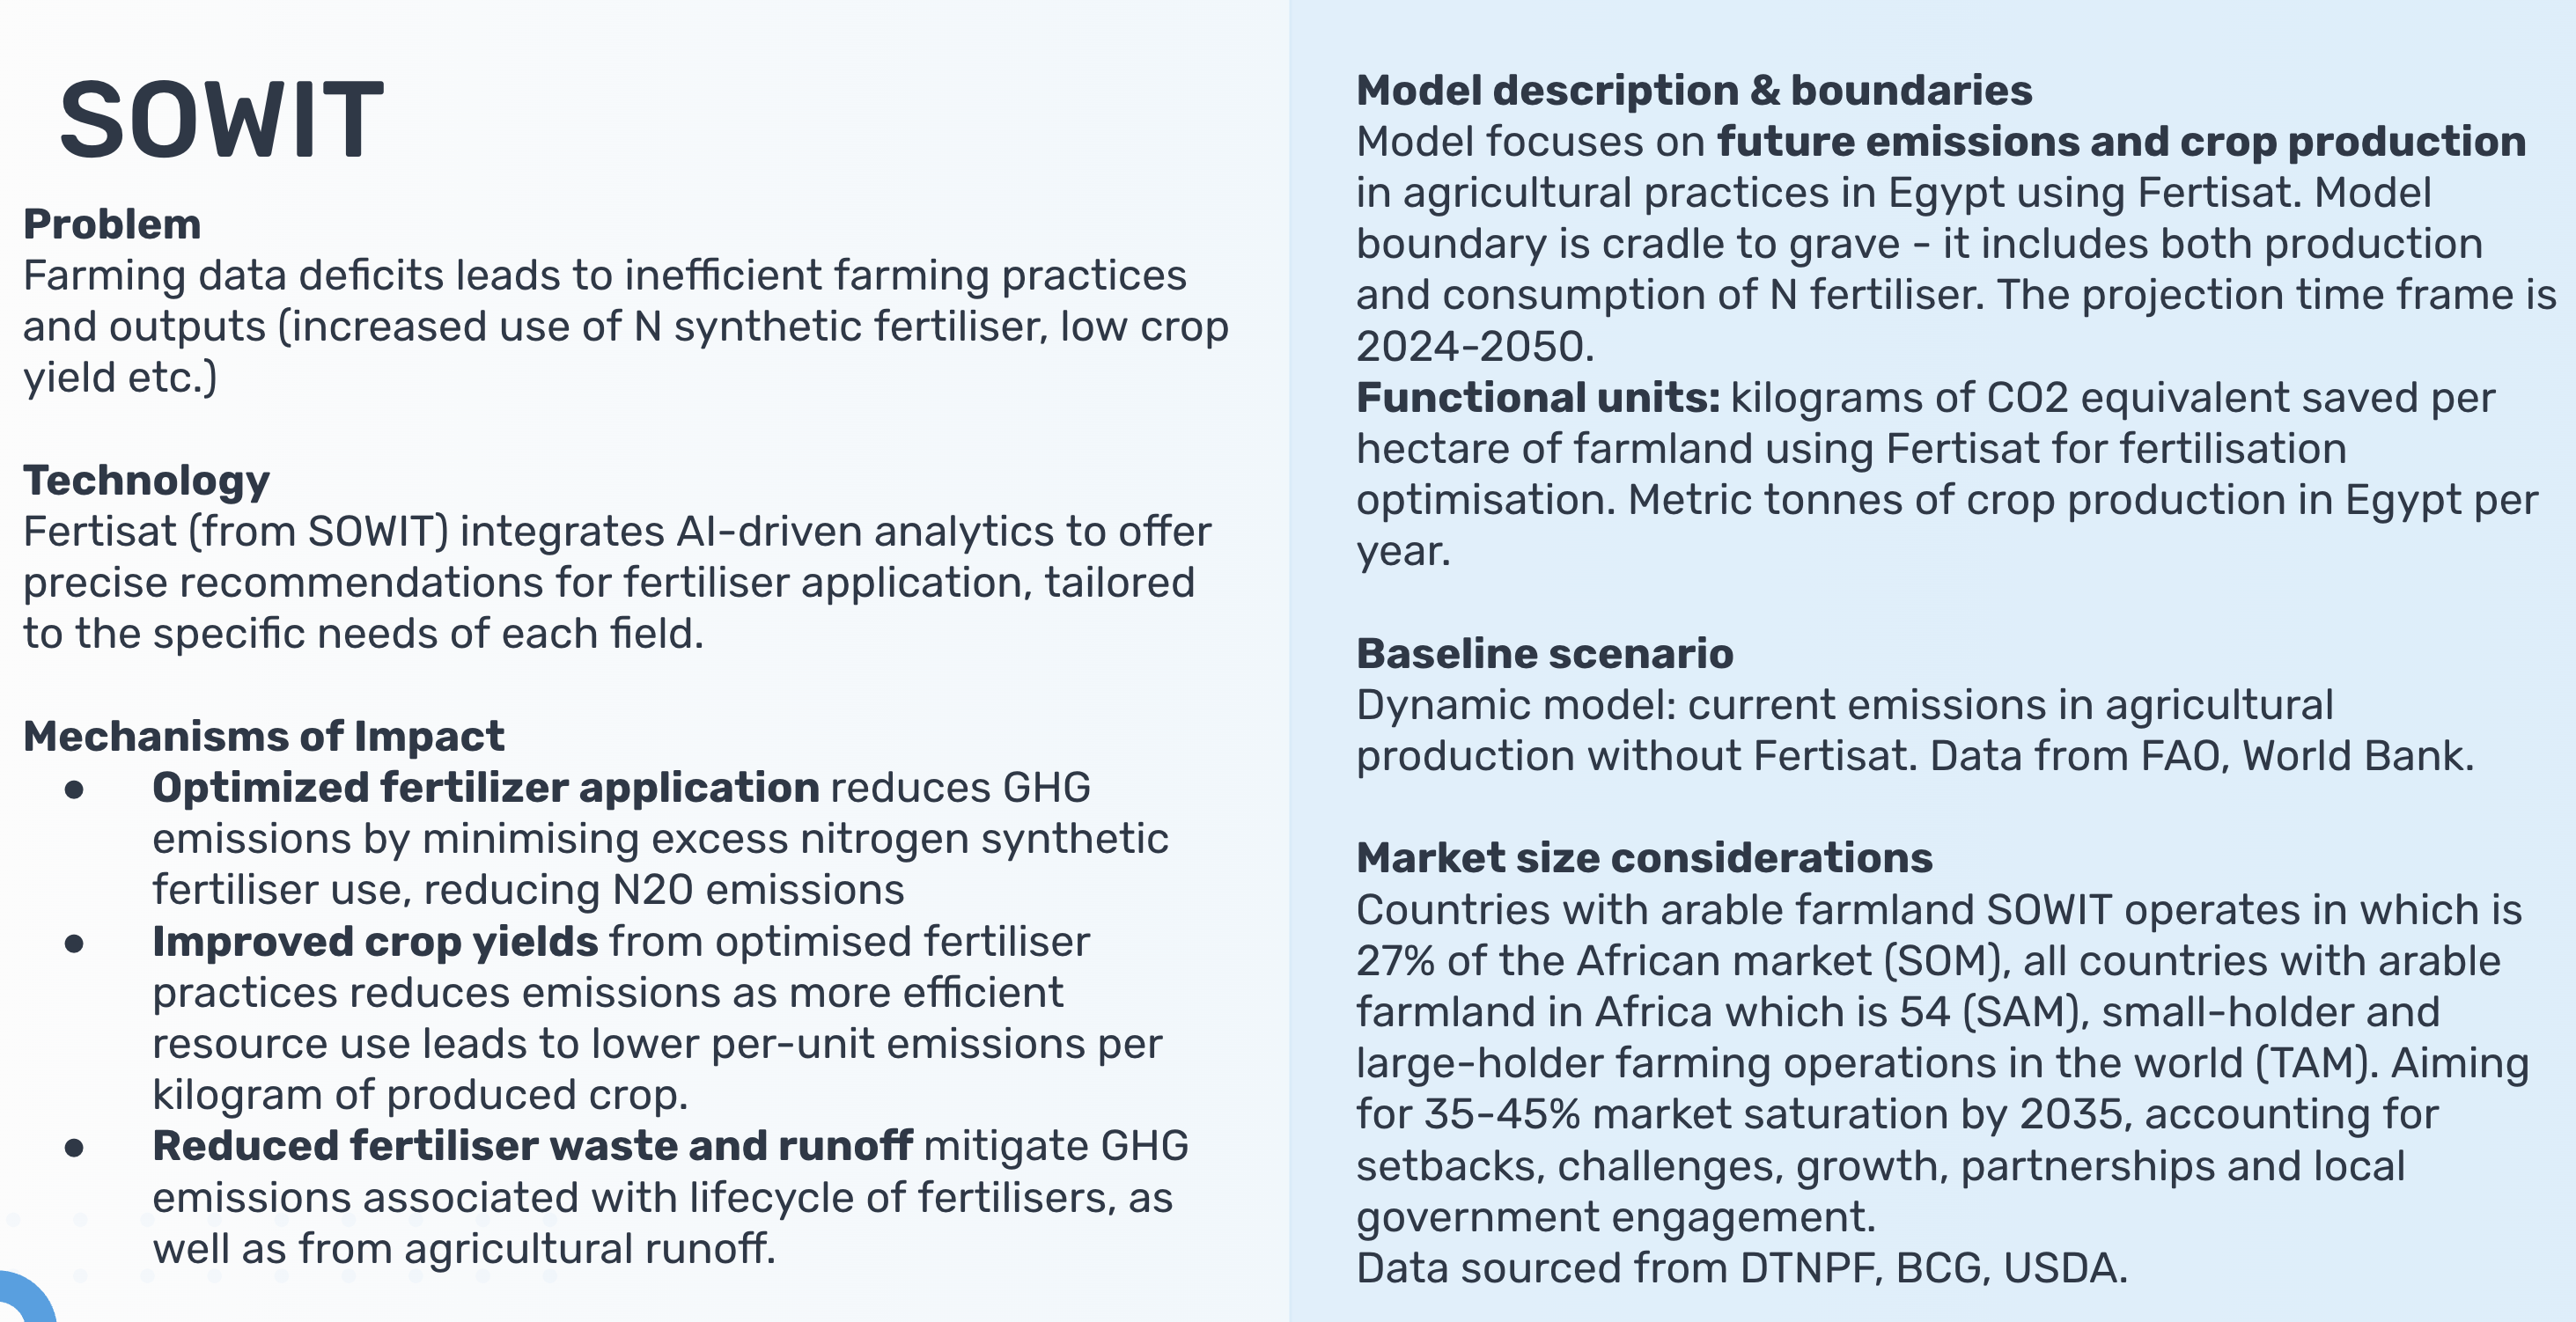 SOWIT
Problem
Farming data deficits leads to inefficient farming practices
and outputs (increased use of N synthetic fertiliser, low crop
yield etc.)
Technology
Fertisat (from SOWIT) integrates AI-driven analytics to offer
precise recommendations for fertiliser application, tailored
to the specific needs of each field.
Mechanisms of Impact
● Optimized fertilizer application reduces GHG
emissions by minimising excess nitrogen synthetic
fertiliser use, reducing N2O emissions
● Improved crop yields from optimised fertiliser
practices reduces emissions as more efficient
resource use leads to lower per-unit emissions per
kilogram of produced crop.
● Reduced fertiliser waste and runoff mitigate GHG
emissions associated with lifecycle of fertilisers, as
well as from agricultural runoff.
Model description & boundaries
Model focuses on future emissions and crop production
in agricultural practices in Egypt using Fertisat. Model
boundary is cradle to grave - it includes both production
and consumption of N fertiliser. The projection time frame is
2024-2050.
Functional units: kilograms of CO2 equivalent saved per
hectare of farmland using Fertisat for fertilisation
optimisation. Metric tonnes of crop production in Egypt per
year.
Baseline scenario
Dynamic model: current emissions in agricultural
production without Fertisat. Data from FAO, World Bank.
Market size considerations
Countries with arable farmland SOWIT operates in which is
27% of the African market (SOM), all countries with arable
farmland in Africa which is 54 (SAM), small-holder and
large-holder farming operations in the world (TAM). Aiming
for 35-45% market saturation by 2035, accounting for
setbacks, challenges, growth, partnerships and local
government engagement.
Data sourced from DTNPF, BCG, USDA.